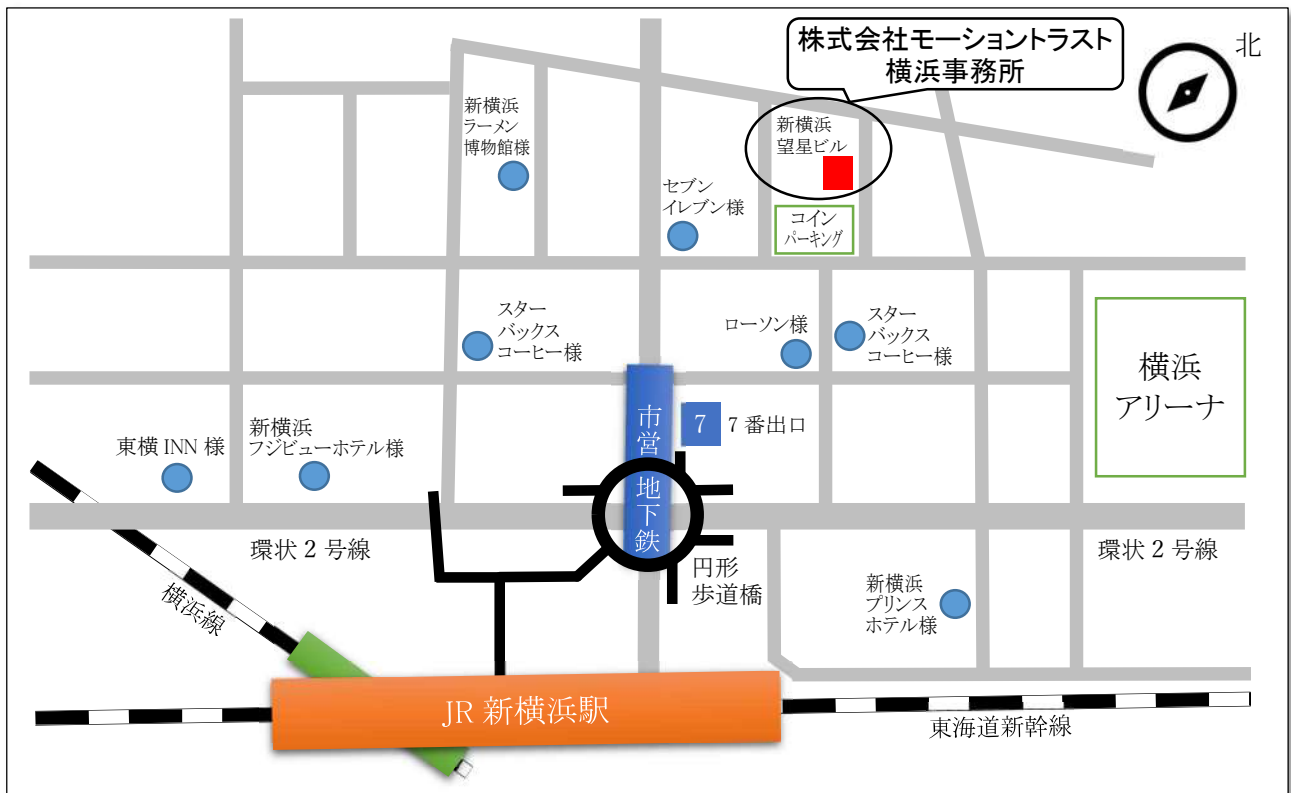 株式会社モーショントラスト
横浜事務所
北
新横浜
ラーメン
博物館様
新横浜
望星ビル
セブン
イレブン様
コイン
パーキング
スター
バックス
コーヒー様
ローソン様
スター
バックス
コーヒー様
横浜
アリーナ
市営地下鉄
7
7 番出口
東横 INN 様
新横浜
フジビューホテル様
環状 2 号線
円形
歩道橋
環状 2 号線
新横浜
プリンス
ホテル様
横浜線
JR 新横浜駅
東海道新幹線